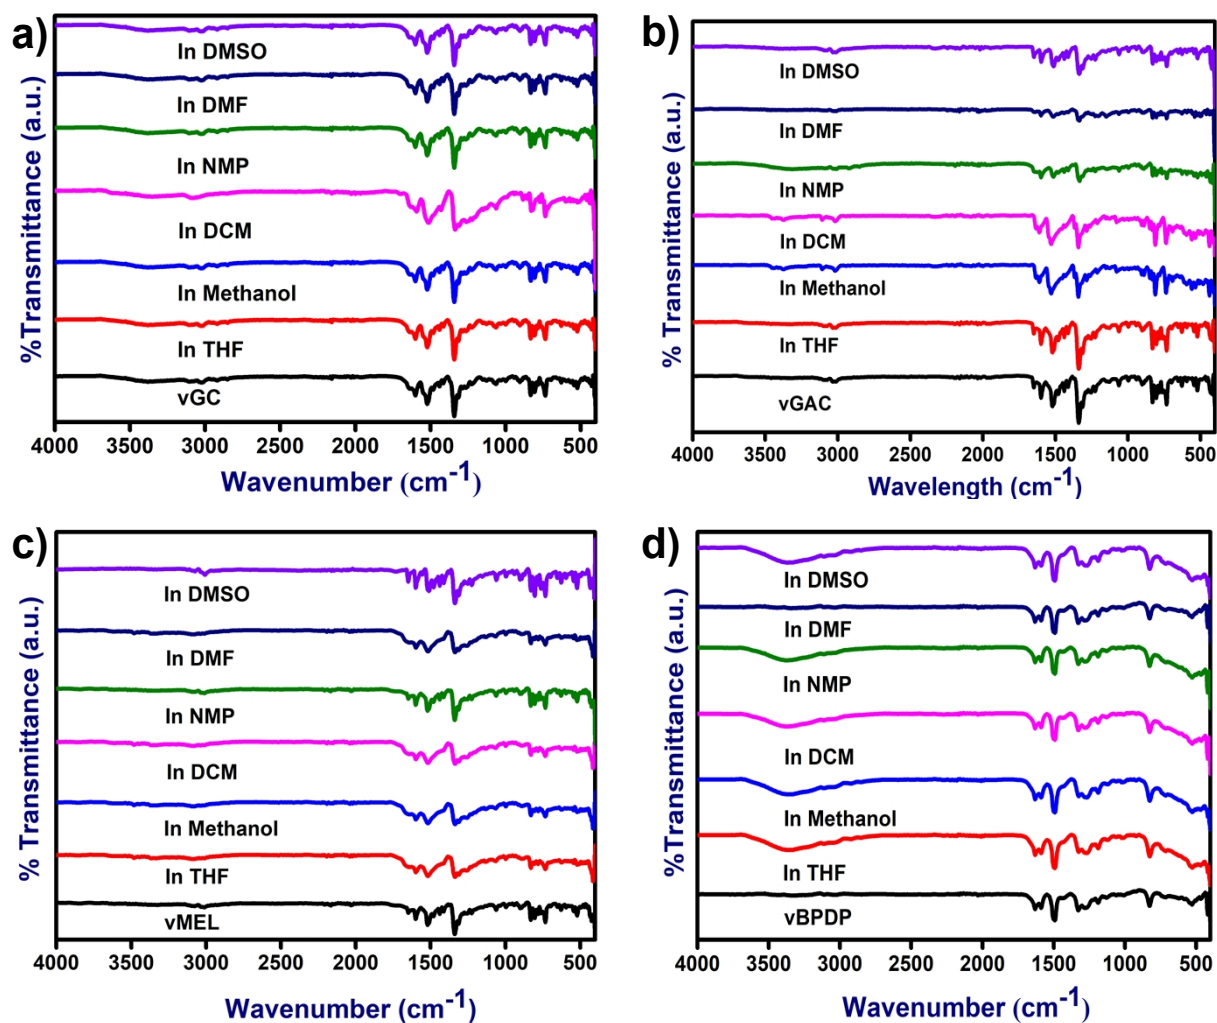 a)
%Transmittance (a.u.)
In DMSO
In DMF
In NMP
In DCM
In Methanol
In THF
vGC
4000 3500 3000 2500 2000 1500 1000 500
Wavenumber (cm-1)
b)
% Transmittance (a.u.)
In DMSO
In DMF
In NMP
In DCM
In Methanol
In THF
vGAC
4000 3500 3000 2500 2000 1500 1000 500
Wavelength (cm-1)
c)
% Transmittance (a.u.)
In DMSO
In DMF
In NMP
In DCM
In Methanol
In THF
vMEL
4000 3500 3000 2500 2000 1500 1000 500
Wavenumber (cm-1)
d)
%Transmittance (a.u.)
In DMSO
In DMF
In NMP
In DCM
In Methanol
In THF
vBPDP
4000 3500 3000 2500 2000 1500 1000 500
Wavenumber (cm-1)